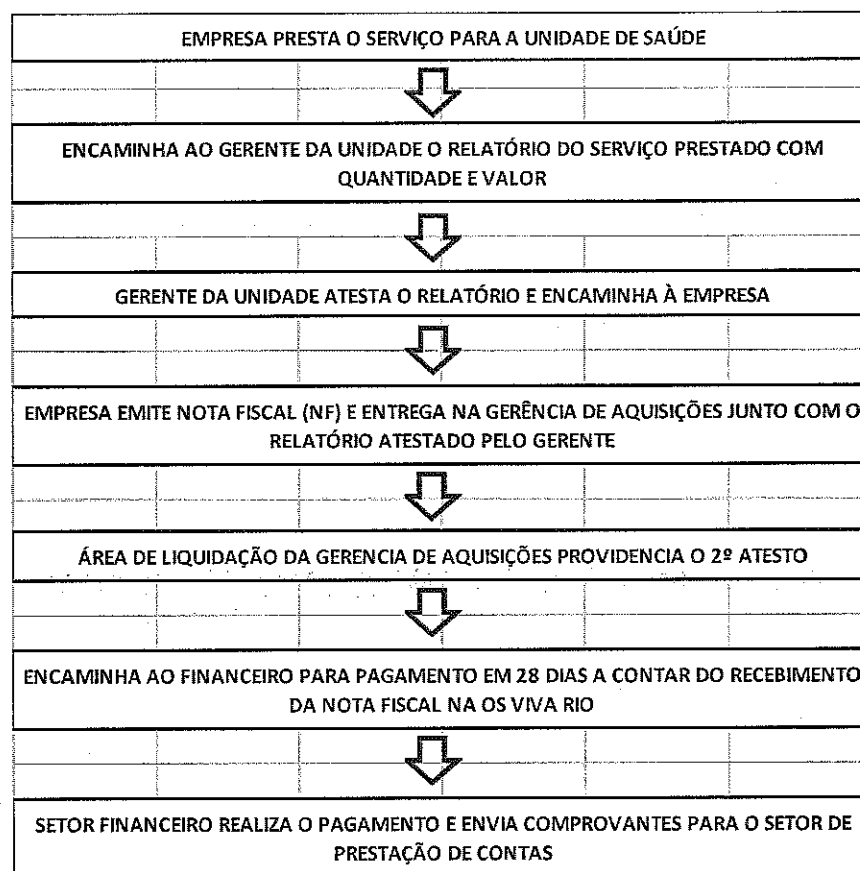 EMPRESA PRESTA O SERVIÇO PARA A UNIDADE DE SAÚDE
ENCAMINHA AO GERENTE DA UNIDADE O RELATÓRIO DO SERVIÇO PRESTADO COM
QUANTIDADE E VALOR
GERENTE DA UNIDADE ATESTA O RELATÓRIO E ENCAMINHA À EMPRESA
EMPRESA EMITE NOTA FISCAL (NF) E ENTREGA NA GERÊNCIA DE AQUISIÇÕES JUNTO COM O
RELATÓRIO ATESTADO PELO GERENTE
ÁREA DE LIQUIDAÇÃO DA GERENCIA DE AQUISIÇÕES PROVIDENCIA O 2º ATESTO
ENCAMINHA AO FINANCEIRO PARA PAGAMENTO EM 28 DIAS A CONTAR DO RECEBIMENTO
DA NOTA FISCAL NA OS VIVA RIO
SETOR FINANCEIRO REALIZA O PAGAMENTO E ENVIA COMPROVANTES PARA O SETOR DE
PRESTAÇÃO DE CONTAS